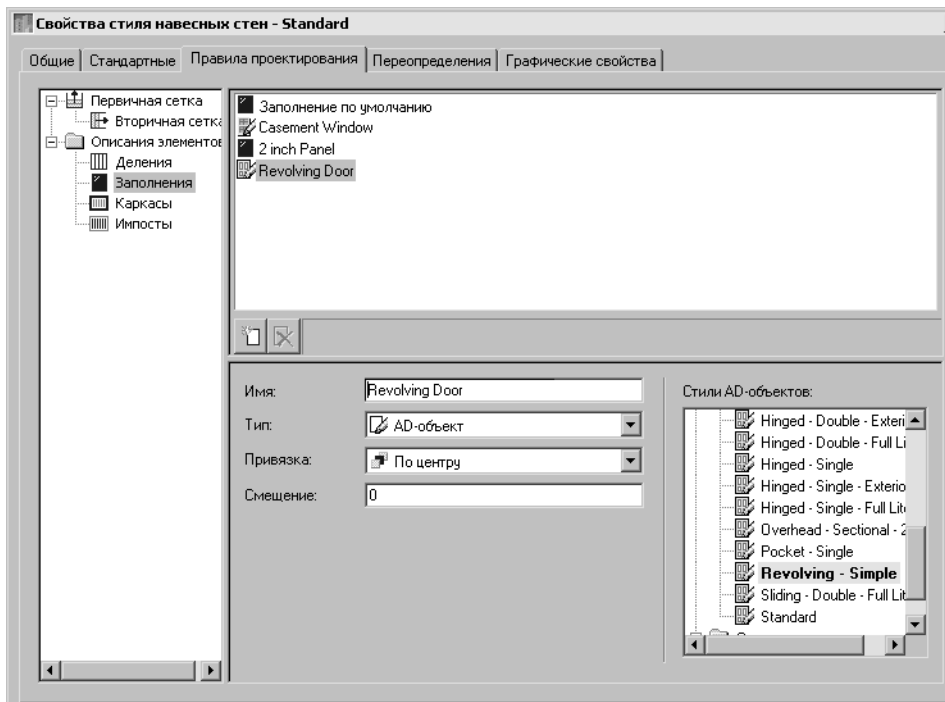 Свойства стиля навесных стен - Standard
Общие Стандартные Правила проектирования Переопределения Графические свойства
Первичная сетка
Вторичная сетка
Описания элементов
Деления
Заполнения
Каркасы
Импосты
Заполнение по умолчанию
Casement Window
2 inch Panel
Revolving Door
Имя: Revolving Door
Тип: AD-объект
Привязка: По центру
Смещение: 0
Стили AD-объектов:
Hinged - Double - Exteri
Hinged - Double - Full Li
Hinged - Single
Hinged - Single - Exterio
Hinged - Single - Full Lit
Overhead - Sectional - 2
Pocket - Single
Revolving - Simple
Sliding - Double - Full Lit
Standard